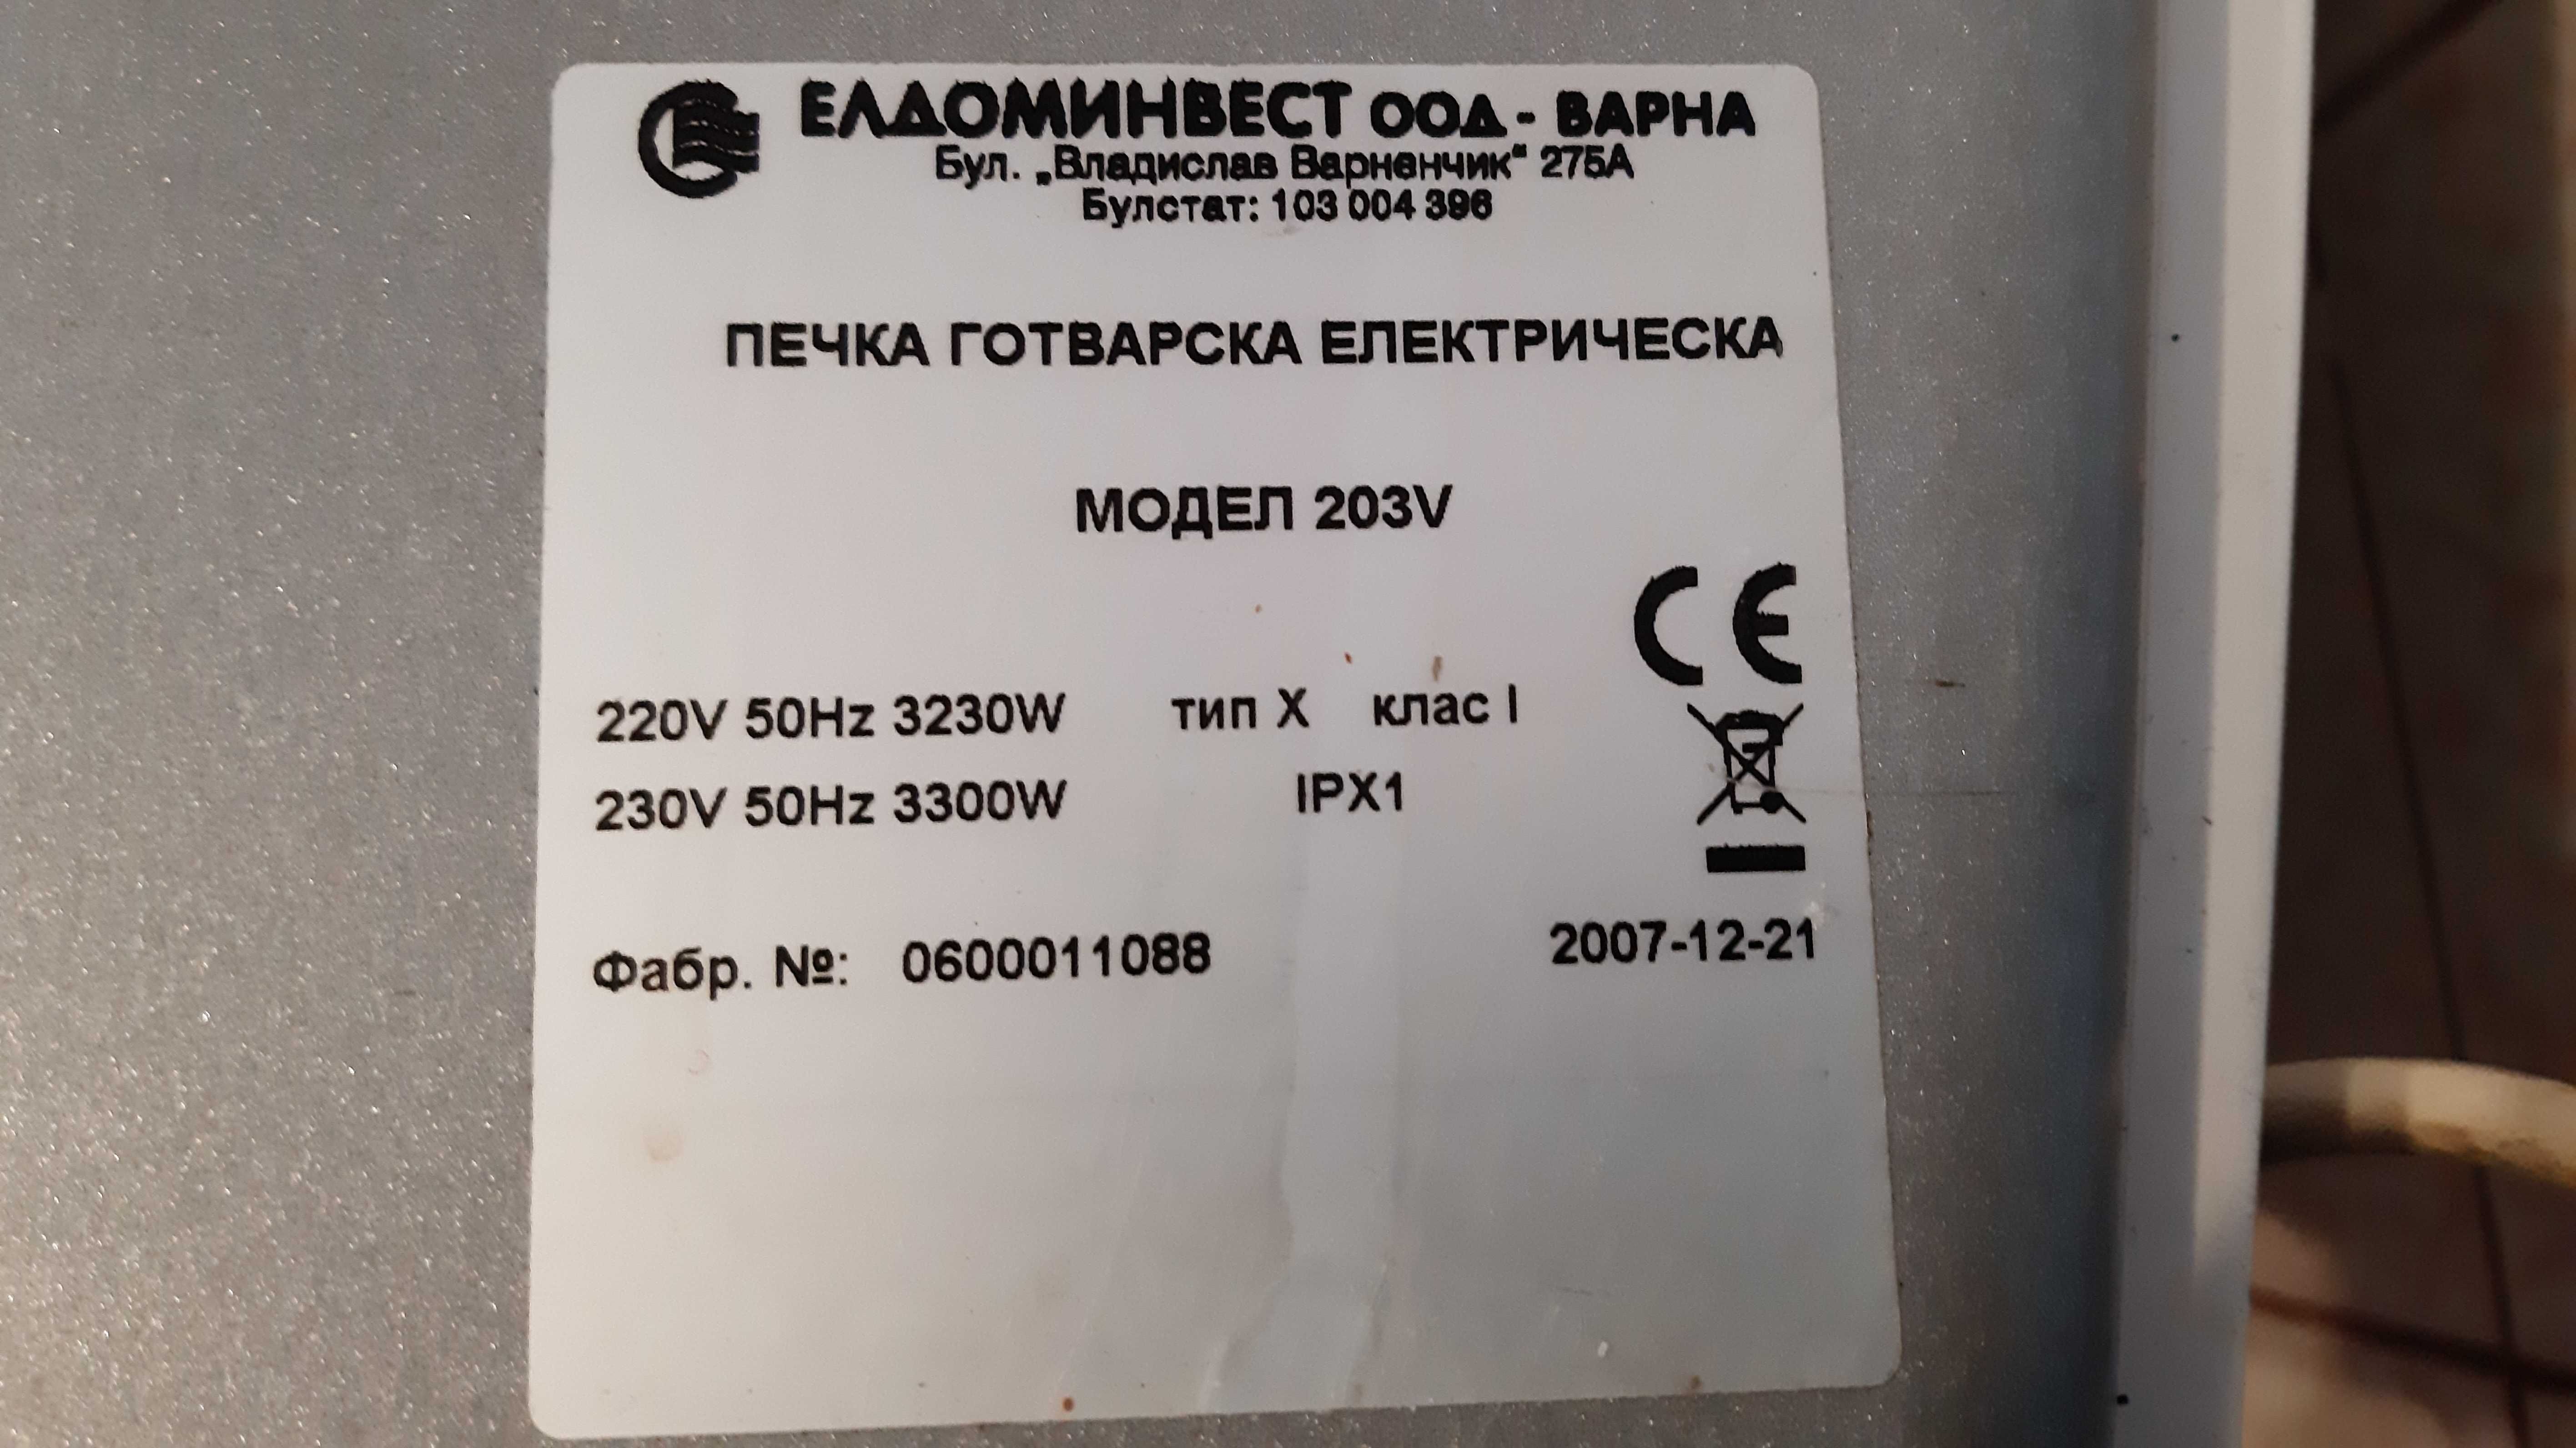 ЕЛДОМИНВЕСТ ООД - ВАРНА
Бул. „Владислав Варненчик“ 275А
Булстат: 103 004 396
ПЕЧКА ГОТВАРСКА ЕЛЕКТРИЧЕСКА
МОДЕЛ 203V
CE
220V 50Hz 3230W тип X клас I
230V 50Hz 3300W IPX1
Фабр. №: 0600011088 2007-12-21